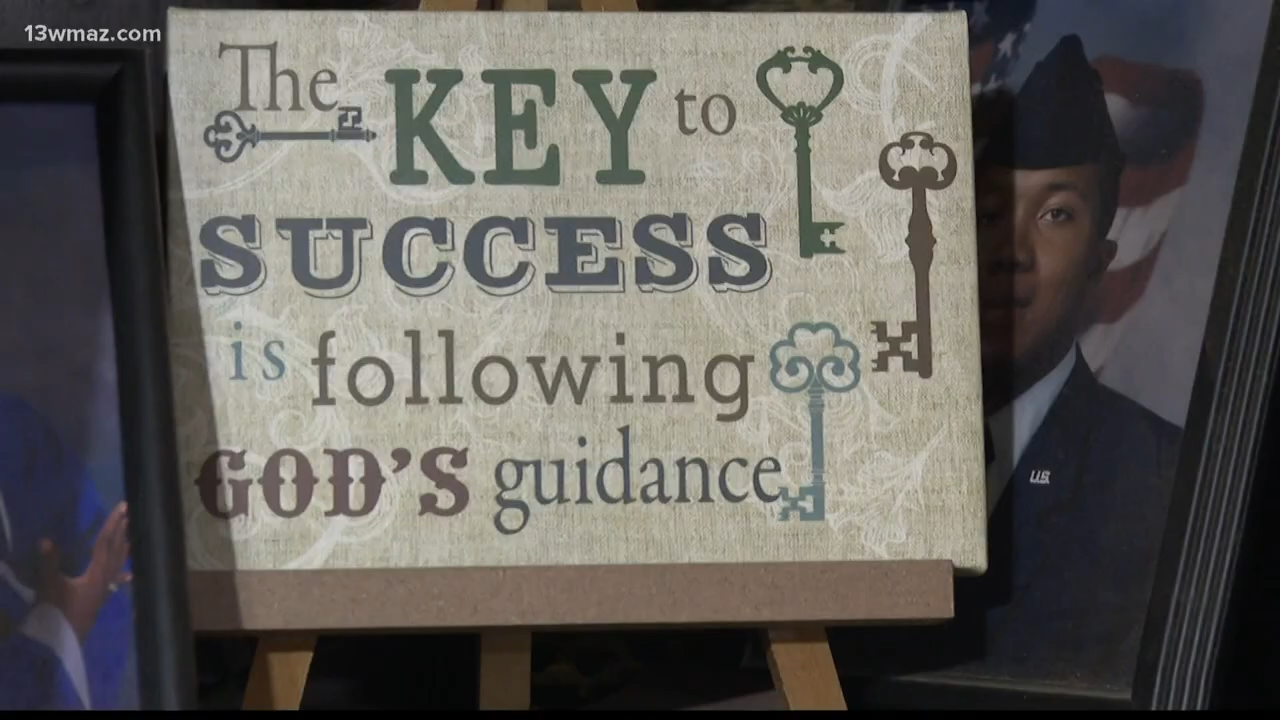 13wmaz.com
The KEY to
SUCCESS
is following
GOD'S guidance
U.S.